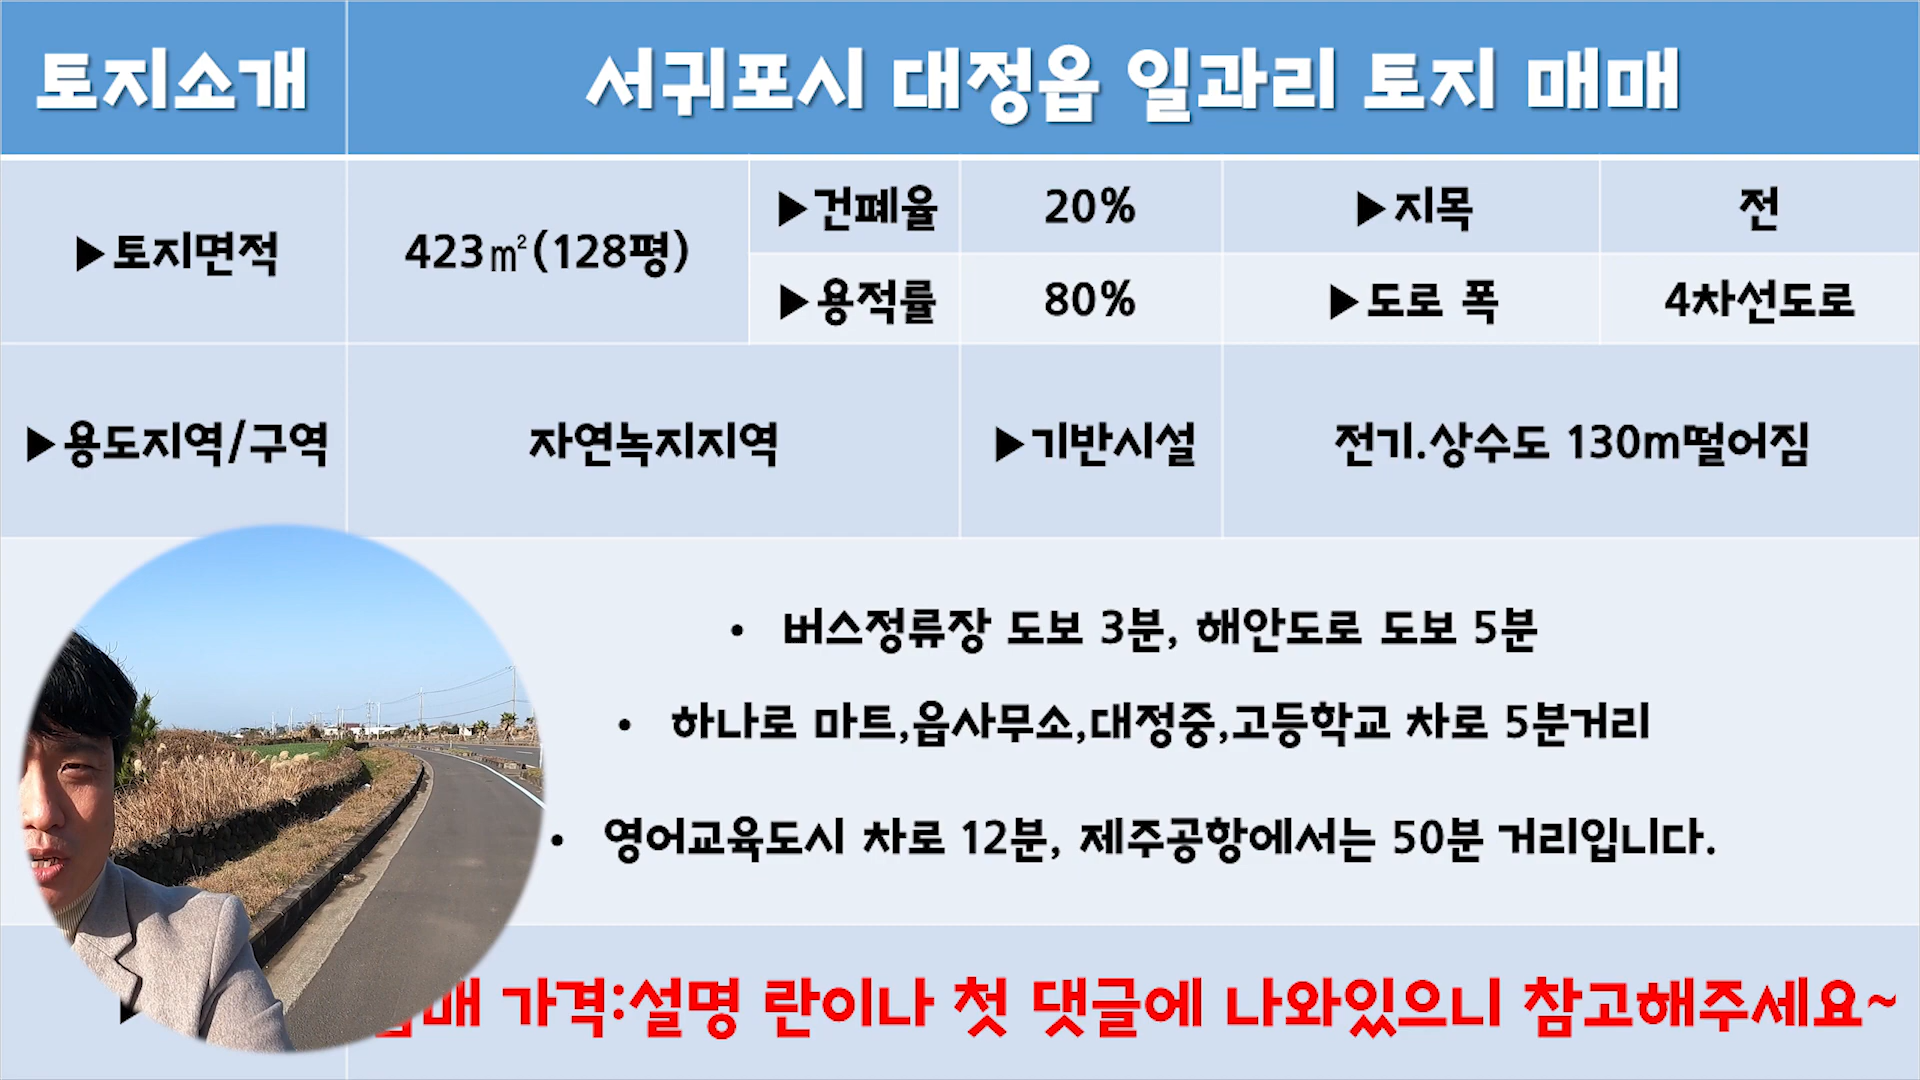 토지소개
서귀포시 대정읍 일과리 토지 매매
▶토지면적
423㎡(128평)
▶건폐율
20%
▶지목
전
▶용적률
80%
▶도로 폭
4차선도로
▶용도지역/구역
자연녹지지역
▶기반시설
전기.상수도 130m떨어짐
• 버스정류장 도보 3분, 해안도로 도보 5분
• 하나로 마트,읍사무소,대정중,고등학교 차로 5분거리
• 영어교육도시 차로 12분, 제주공항에서는 50분 거리입니다.
가격:설명 란이나 첫 댓글에 나와있으니 참고해주세요~